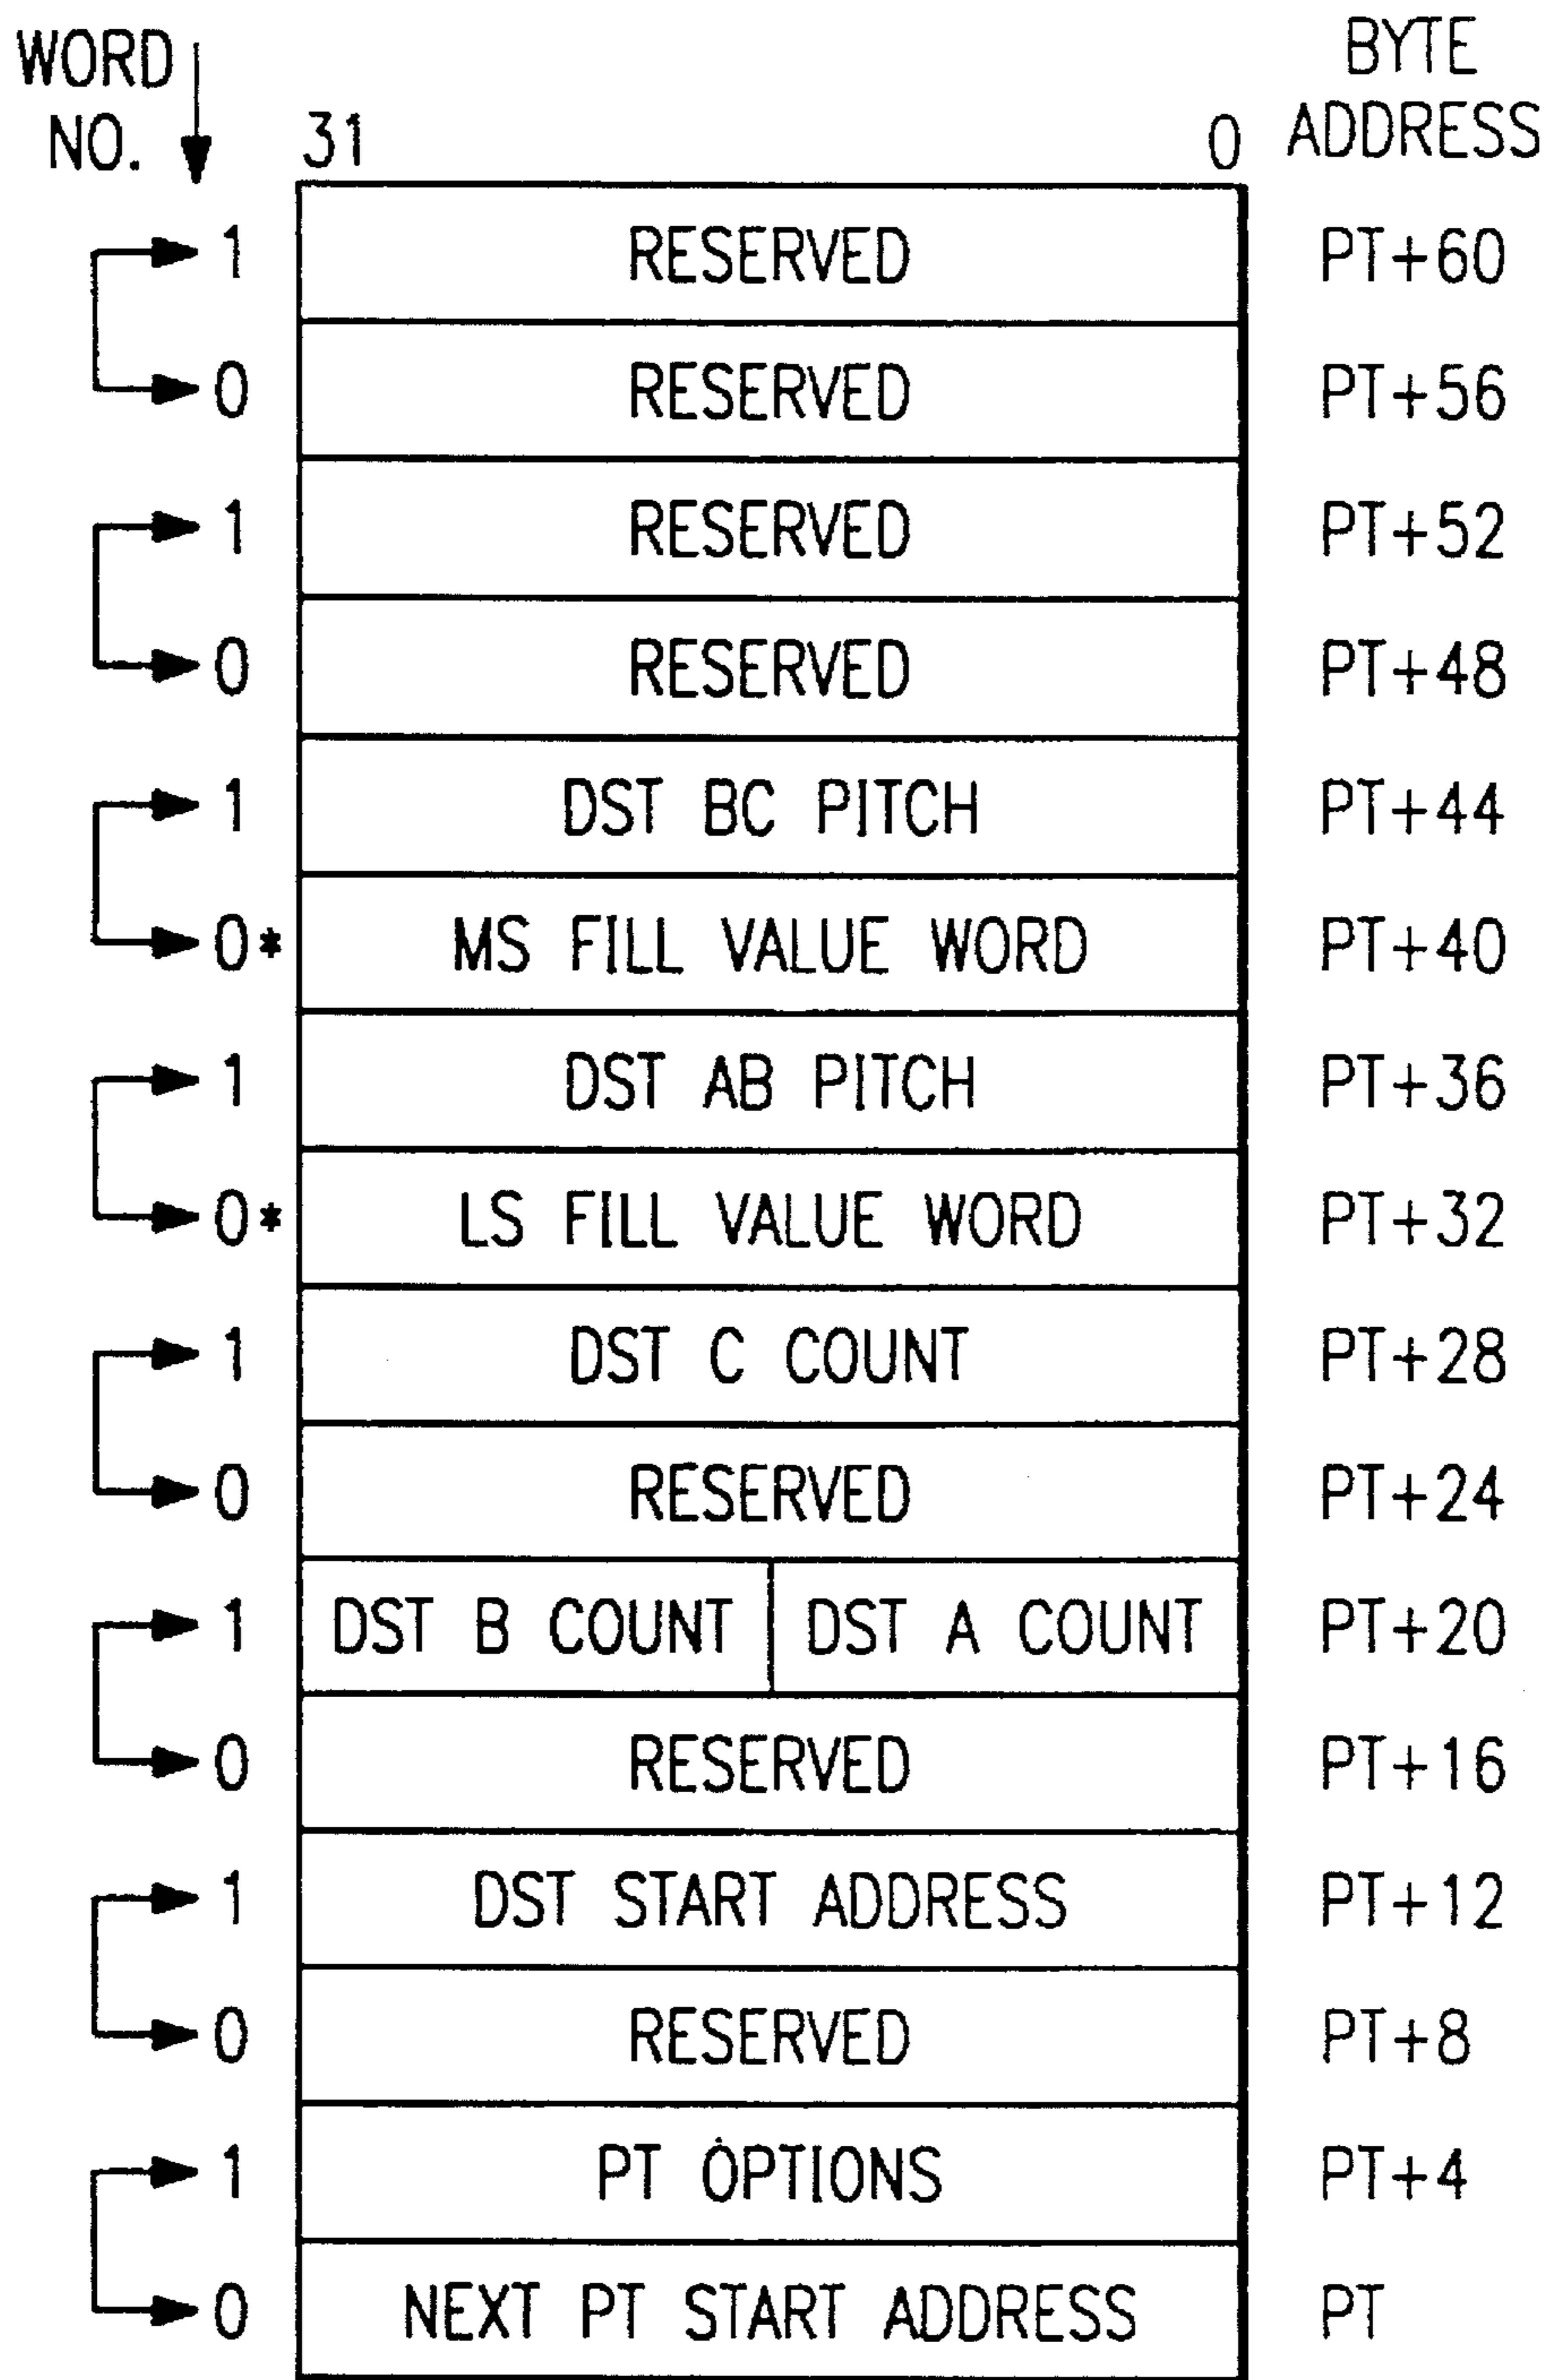 WORD NO.
31 0
BYTE ADDRESS
1 RESERVED PT+60
0 RESERVED PT+56
1 RESERVED PT+52
0 RESERVED PT+48
1 DST BC PITCH PT+44
0* MS FILL VALUE WORD PT+40
1 DST AB PITCH PT+36
0* LS FILL VALUE WORD PT+32
1 DST C COUNT PT+28
0 RESERVED PT+24
1 DST B COUNT DST A COUNT PT+20
0 RESERVED PT+16
1 DST START ADDRESS PT+12
0 RESERVED PT+8
1 PT OPTIONS PT+4
0 NEXT PT START ADDRESS PT